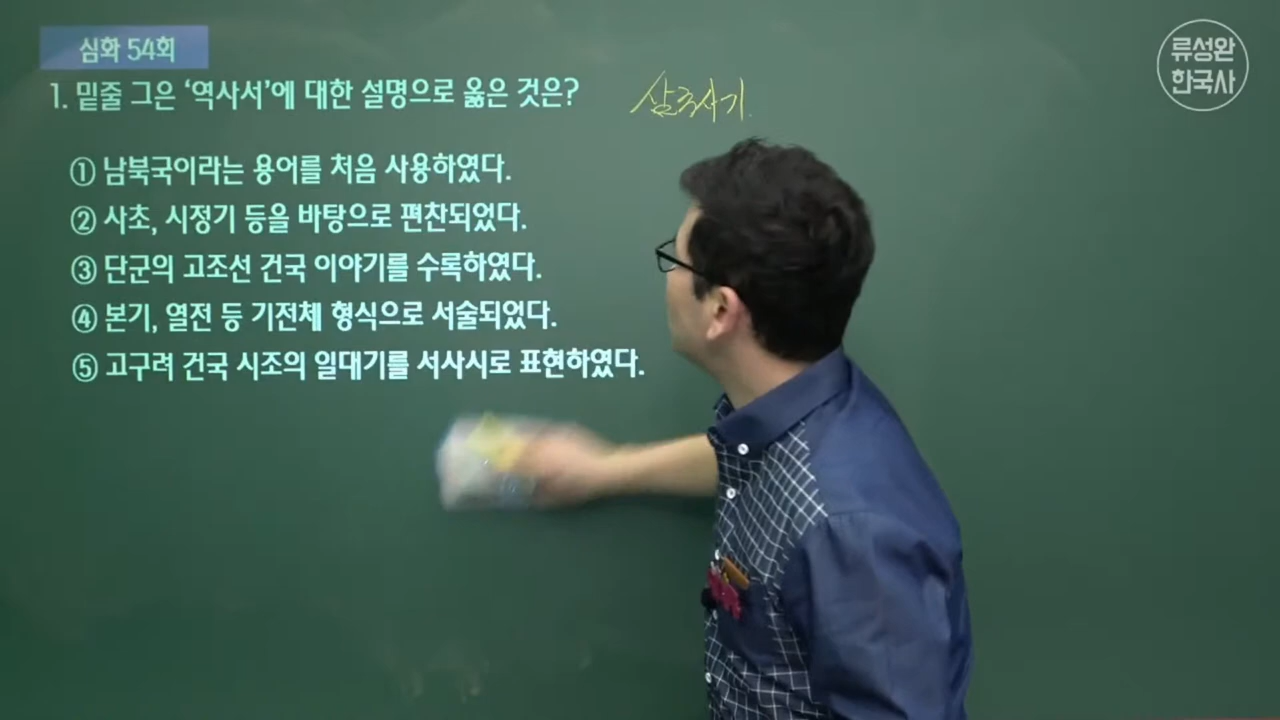 심화 54회
1. 밑줄 그은 ‘역사서’에 대한 설명으로 옳은 것은?
삼국사기
① 남북국이라는 용어를 처음 사용하였다.
② 사초, 시정기 등을 바탕으로 편찬되었다.
③ 단군의 고조선 건국 이야기를 수록하였다.
④ 본기, 열전 등 기전체 형식으로 서술되었다.
⑤ 고구려 건국 시조의 일대기를 서사시로 표현하였다.
류성완
한국사